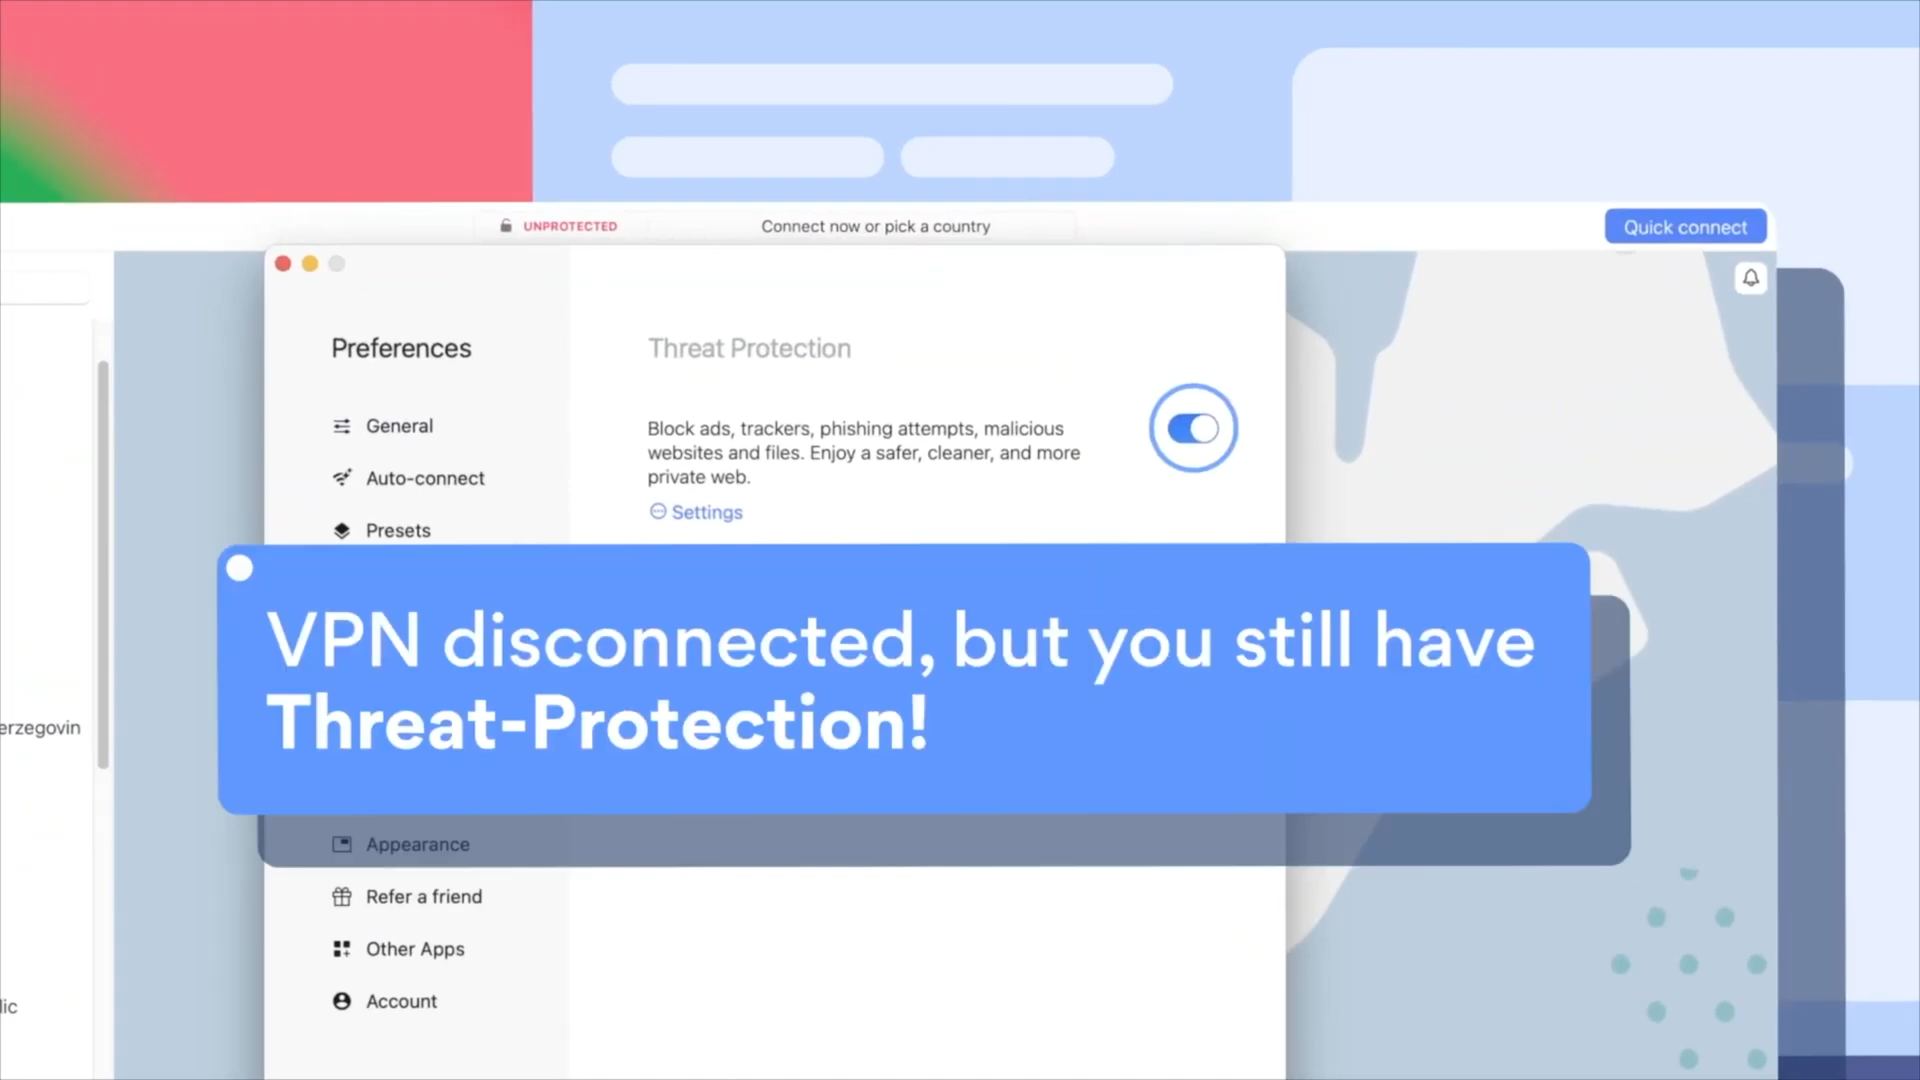 UNPROTECTED
Connect now or pick a country
Quick connect
Preferences
Threat Protection
General
Block ads, trackers, phishing attempts, malicious
websites and files. Enjoy a safer, cleaner, and more
private web.
Auto-connect
Settings
Presets
VPN disconnected, but you still have
Threat-Protection!
erzegovin
Appearance
Refer a friend
Other Apps
Account
lic